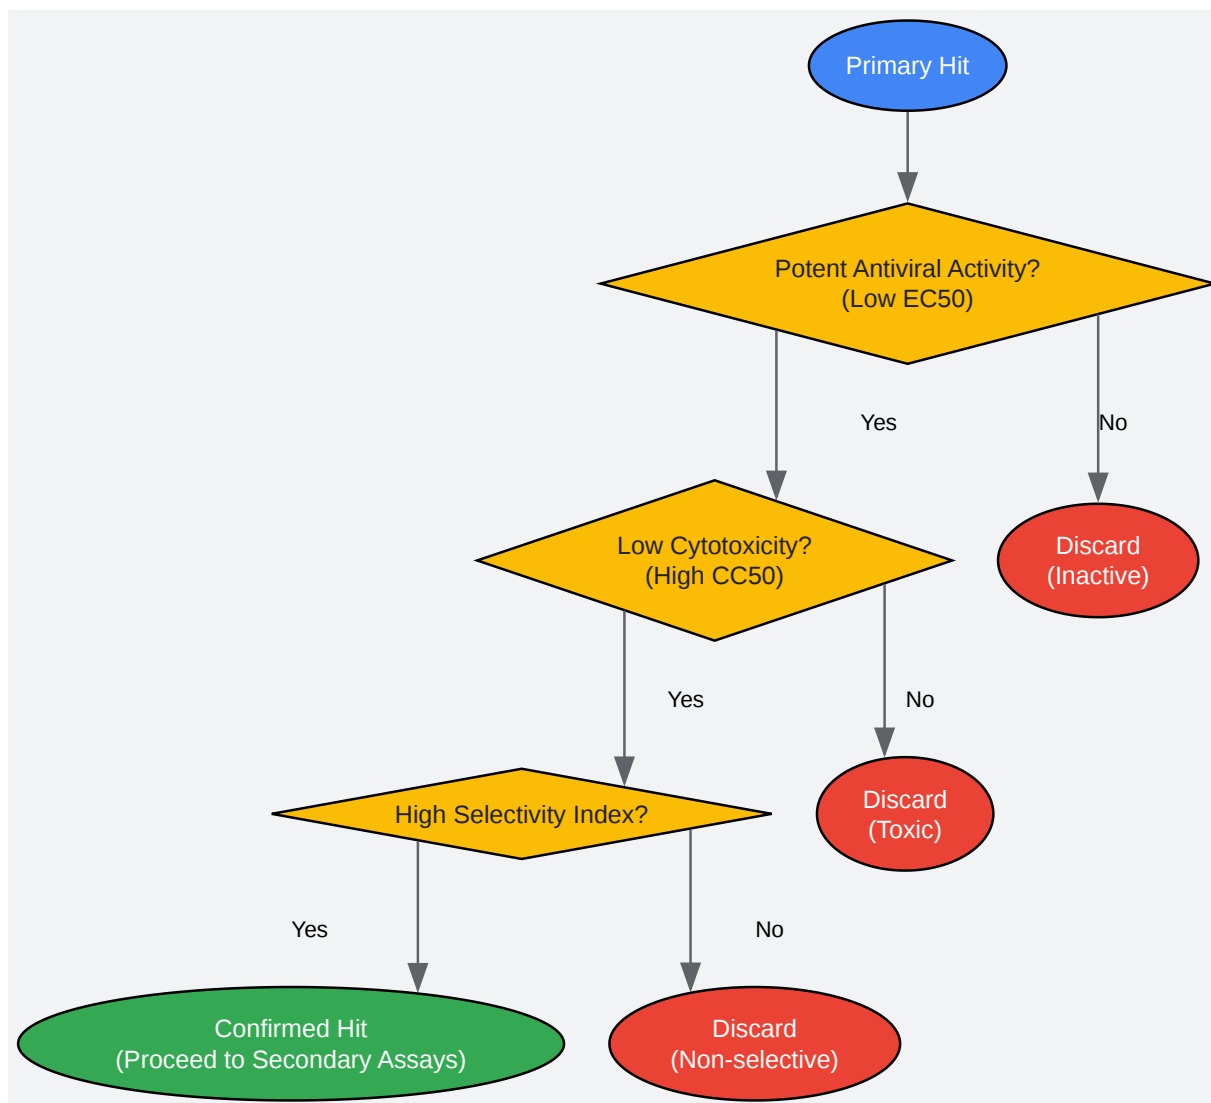 Primary Hit
Potent Antiviral Activity?
(Low EC50)
Yes
No
Low Cytotoxicity?
(High CC50)
Discard
(Inactive)
Yes
No
High Selectivity Index?
Discard
(Toxic)
Yes
No
Confirmed Hit
(Proceed to Secondary Assays)
Discard
(Non-selective)